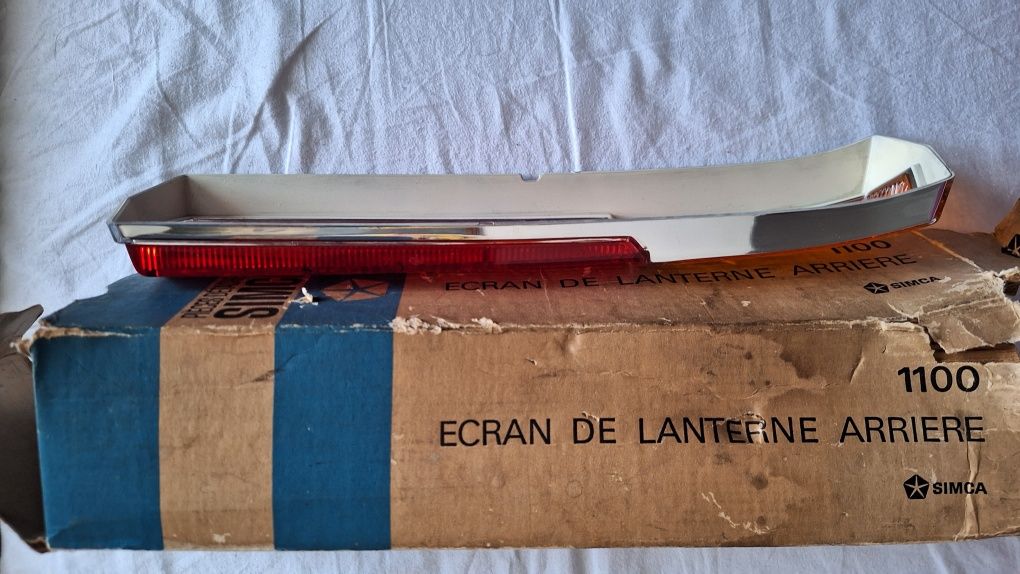 1100
ECRAN DE LANTERNE ARRIERE
SIMCA
1100
ECRAN DE LANTERNE ARRIERE
SIMCA